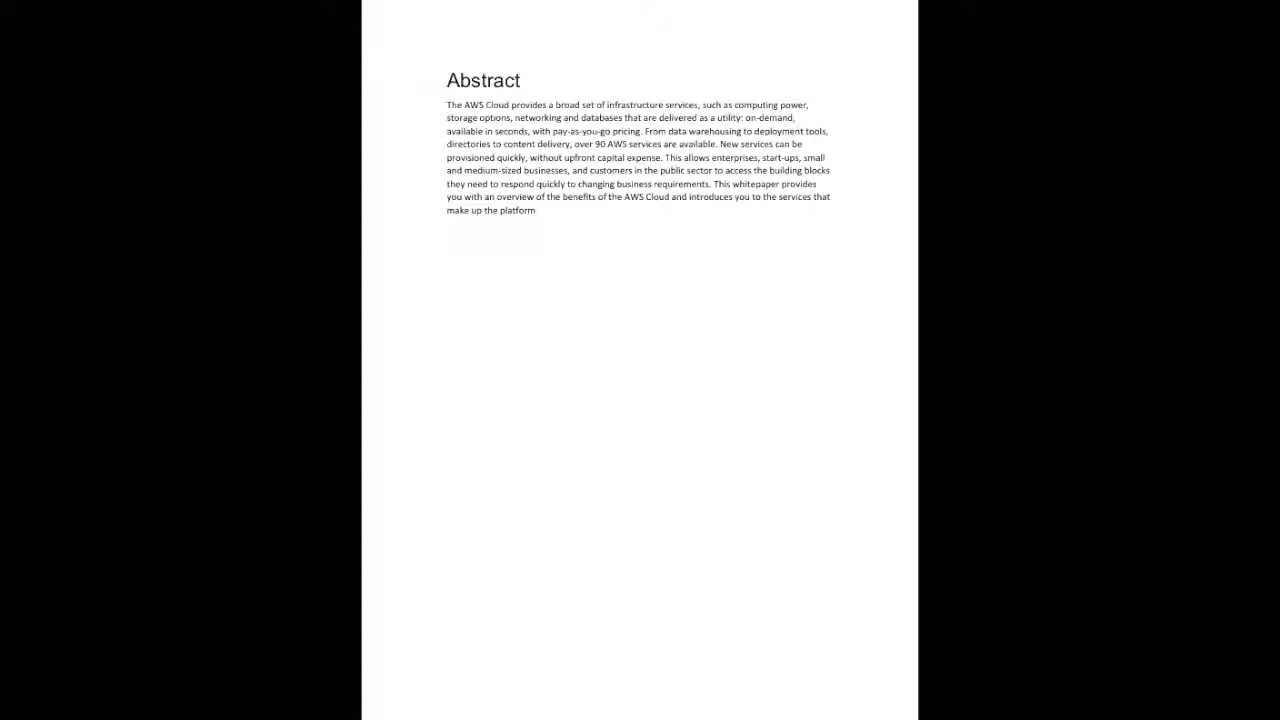 Abstract
The AWS Cloud provides a broad set of infrastructure services, such as computing power,
storage options, networking and databases that are delivered as a utility: on-demand,
available in seconds, with pay-as-you-go pricing. From data warehousing to deployment tools,
directories to content delivery, over 90 AWS services are available. New services can be
provisioned quickly, without upfront capital expense. This allows enterprises, start-ups, small
and medium-sized businesses, and customers in the public sector to access the building blocks
they need to respond quickly to changing business requirements. This whitepaper provides
you with an overview of the benefits of the AWS Cloud and introduces you to the services that
make up the platform